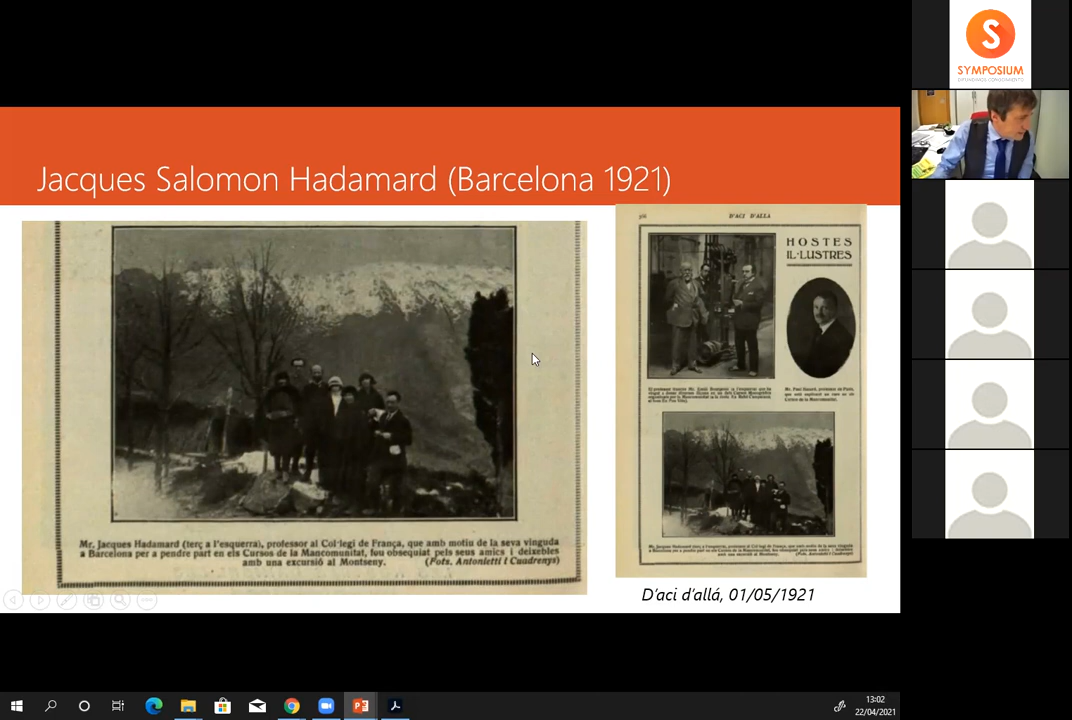 Jacques Salomon Hadamard (Barcelona 1921)
Mr. Jacques Hadamard (terç a l'esquerra), professor al Col·legi de França, que amb motiu de la seva vinguda
a Barcelona per a pendre part en els Cursos de la Mancomunitat, fou obsequiat pels seus amics i deixebles
amb una excursió al Montseny. (Fots. Antonietti i Cuadrenys)
D'ACI D'ALLA
HOSTES
IL·LUSTRES
D'aci d'allá, 01/05/1921
S
SYMPOSIUM
13:02
22/04/2021